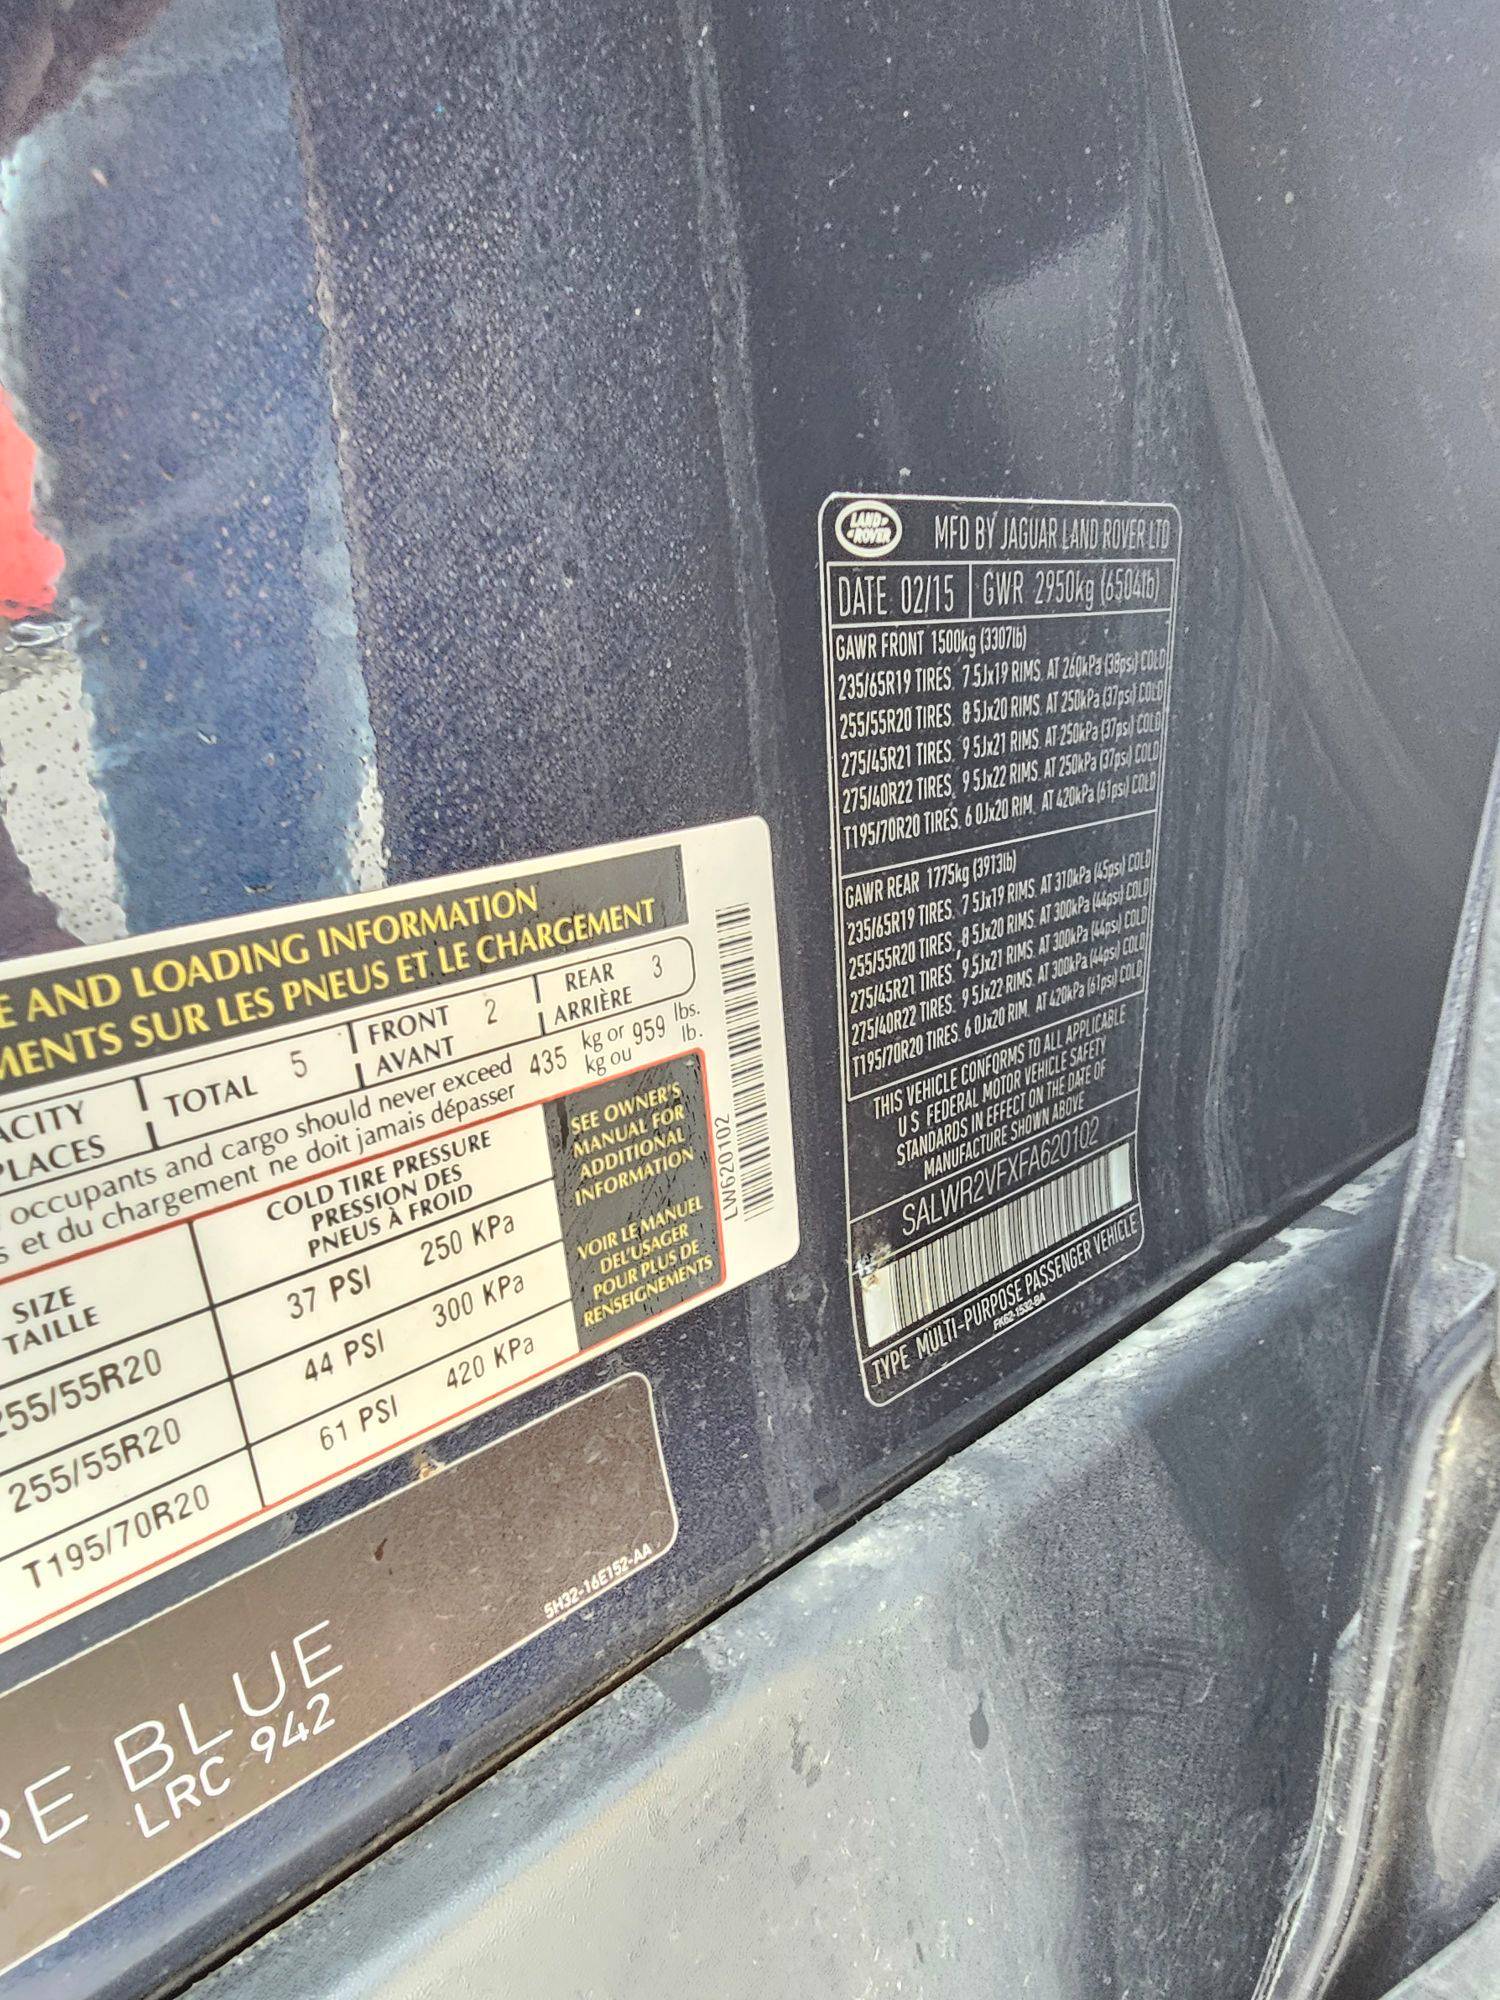 E AND LOADING INFORMATION
MENTS SUR LES PNEUS ET LE CHARGEMENT
ACITY
PLACES
TOTAL 5
FRONT
AVANT
2
REAR
ARRIÈRE
3
occupants and cargo should never exceed
s et du chargement ne doit jamais dépasser
435
kg or
kg ou
959
lbs.
lb.
SIZE
TAILLE
COLD TIRE PRESSURE
PRESSION DES
PNEUS À FROID
255/55R20
37 PSI 250 KPa
255/55R20
44 PSI 300 KPa
T195/70R20
61 PSI 420 KPa
SEE OWNER'S
MANUAL FOR
ADDITIONAL
INFORMATION
VOIR LE MANUEL
DEL'USAGER
POUR PLUS DE
RENSEIGNEMENTS
LW620102
RE BLUE
LRC 942
5H32-16E152-AA
LAND-
-ROVER
MFD BY JAGUAR LAND ROVER LTD
DATE 02/15 GWR 2950kg (6504lb)
GAWR FRONT 1500kg (3307lb)
235/65R19 TIRES, 7 5Jx19 RIMS, AT 260kPa (38psi) COLD
255/55R20 TIRES, 8 5Jx20 RIMS, AT 250kPa (37psi) COLD
275/45R21 TIRES, 9 5Jx21 RIMS, AT 250kPa (37psi) COLD
275/40R22 TIRES, 9 5Jx22 RIMS, AT 250kPa (37psi) COLD
T195/70R20 TIRES, 6 0Jx20 RIM, AT 420kPa (61psi) COLD
GAWR REAR 1775kg (3913lb)
235/65R19 TIRES, 7 5Jx19 RIMS, AT 310kPa (45psi) COLD
255/55R20 TIRES, 8 5Jx20 RIMS, AT 300kPa (44psi) COLD
275/45R21 TIRES, 9 5Jx21 RIMS, AT 300kPa (44psi) COLD
275/40R22 TIRES, 9 5Jx22 RIMS, AT 300kPa (44psi) COLD
T195/70R20 TIRES, 6 0Jx20 RIM, AT 420kPa (61psi) COLD
THIS VEHICLE CONFORMS TO ALL APPLICABLE
U S FEDERAL MOTOR VEHICLE SAFETY
STANDARDS IN EFFECT ON THE DATE OF
MANUFACTURE SHOWN ABOVE
SALWR2VFXFA620102
TYPE MULTI-PURPOSE PASSENGER VEHICLE
FK62-1532-BA